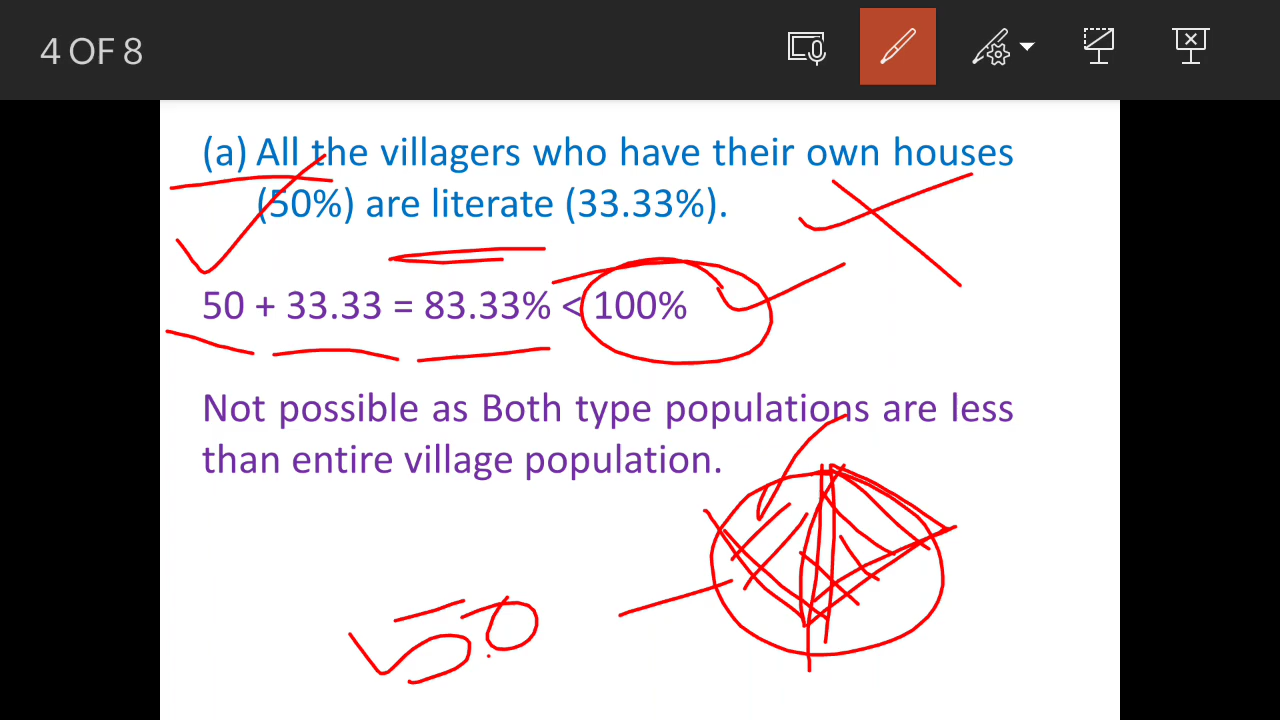 4 OF 8
(a) All the villagers who have their own houses
(50%) are literate (33.33%).
50 + 33.33 = 83.33% < 100%
Not possible as Both type populations are less
than entire village population.
50